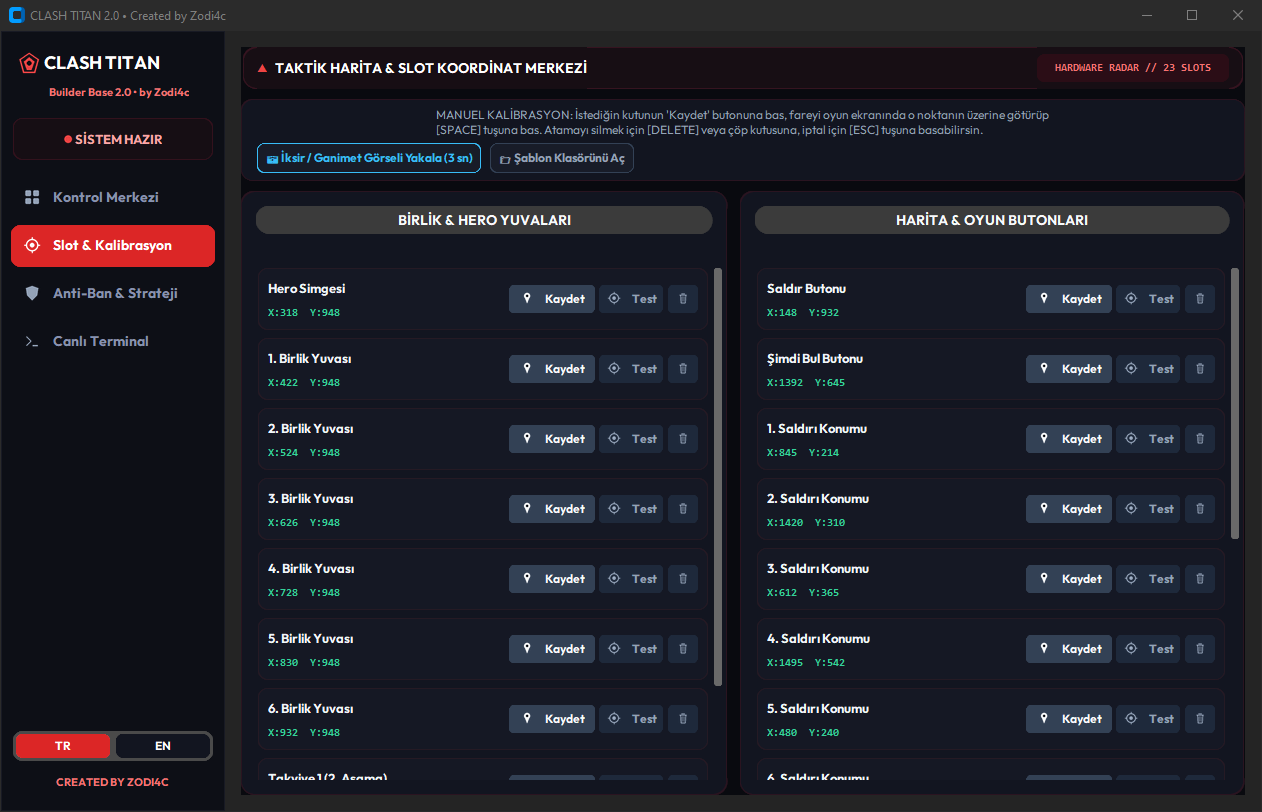 CLASH TITAN 2.0 • Created by Zodi4c
CLASH TITAN
Builder Base 2.0 • by Zodi4c
SİSTEM HAZIR
Kontrol Merkezi
Slot & Kalibrasyon
Anti-Ban & Strateji
Canlı Terminal
TR EN
CREATED BY ZODI4C
TAKTİK HARİTA & SLOT KOORDİNAT MERKEZİ
HARDWARE RADAR // 23 SLOTS
MANUEL KALİBRASYON: İstediğin kutunun 'Kaydet' butonuna bas, fareyi oyun ekranında o noktanın üzerine götürüp
[SPACE] tuşuna bas. Atamayı silmek için [DELETE] veya çöp kutusuna, iptal için [ESC] tuşuna basabilirsin.
İksir / Ganimet Görseli Yakala (3 sn) Şablon Klasörünü Aç
BİRLİK & HERO YUVALARI
Hero Simgesi
X:318 Y:948
Kaydet Test
1. Birlik Yuvası
X:422 Y:948
Kaydet Test
2. Birlik Yuvası
X:524 Y:948
Kaydet Test
3. Birlik Yuvası
X:626 Y:948
Kaydet Test
4. Birlik Yuvası
X:728 Y:948
Kaydet Test
5. Birlik Yuvası
X:830 Y:948
Kaydet Test
6. Birlik Yuvası
X:932 Y:948
Kaydet Test
Takviye 1 (2. Aşama)
HARİTA & OYUN BUTONLARI
Saldır Butonu
X:148 Y:932
Kaydet Test
Şimdi Bul Butonu
X:1392 Y:645
Kaydet Test
1. Saldırı Konumu
X:845 Y:214
Kaydet Test
2. Saldırı Konumu
X:1420 Y:310
Kaydet Test
3. Saldırı Konumu
X:612 Y:365
Kaydet Test
4. Saldırı Konumu
X:1495 Y:542
Kaydet Test
5. Saldırı Konumu
X:480 Y:240
Kaydet Test
6. Saldırı Konumu